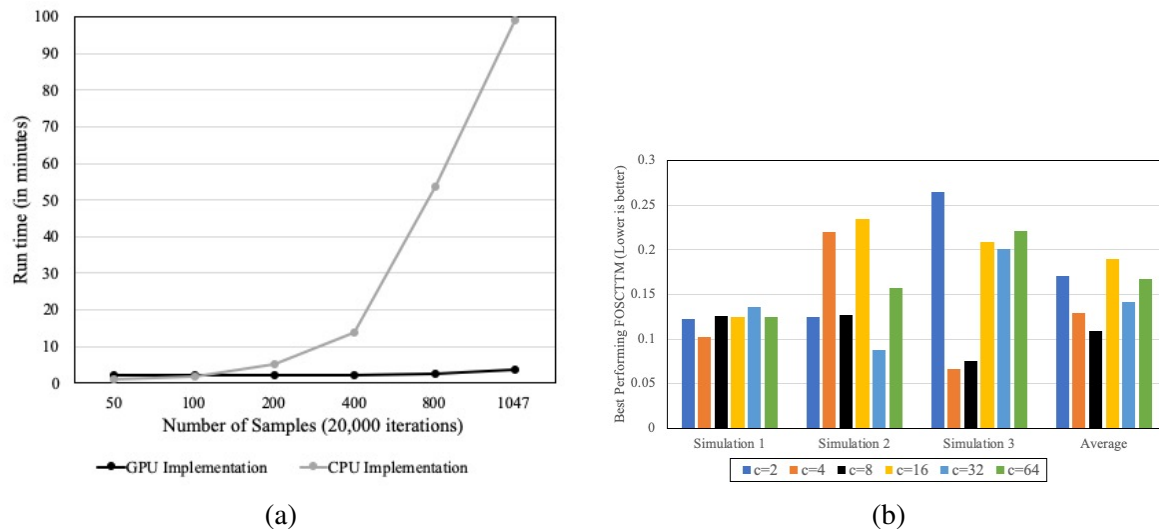 100
90
80
70
60
50
40
30
20
10
0
Run time (in minutes)
50 100 200 400 800 1047
Number of Samples (20,000 iterations)
GPU Implementation CPU Implementation
(a)
0.3
0.25
0.2
0.15
0.1
0.05
0
Best Performing FOSCTTM (Lower is better)
Simulation 1 Simulation 2 Simulation 3 Average
c=2 c=4 c=8 c=16 c=32 c=64
(b)